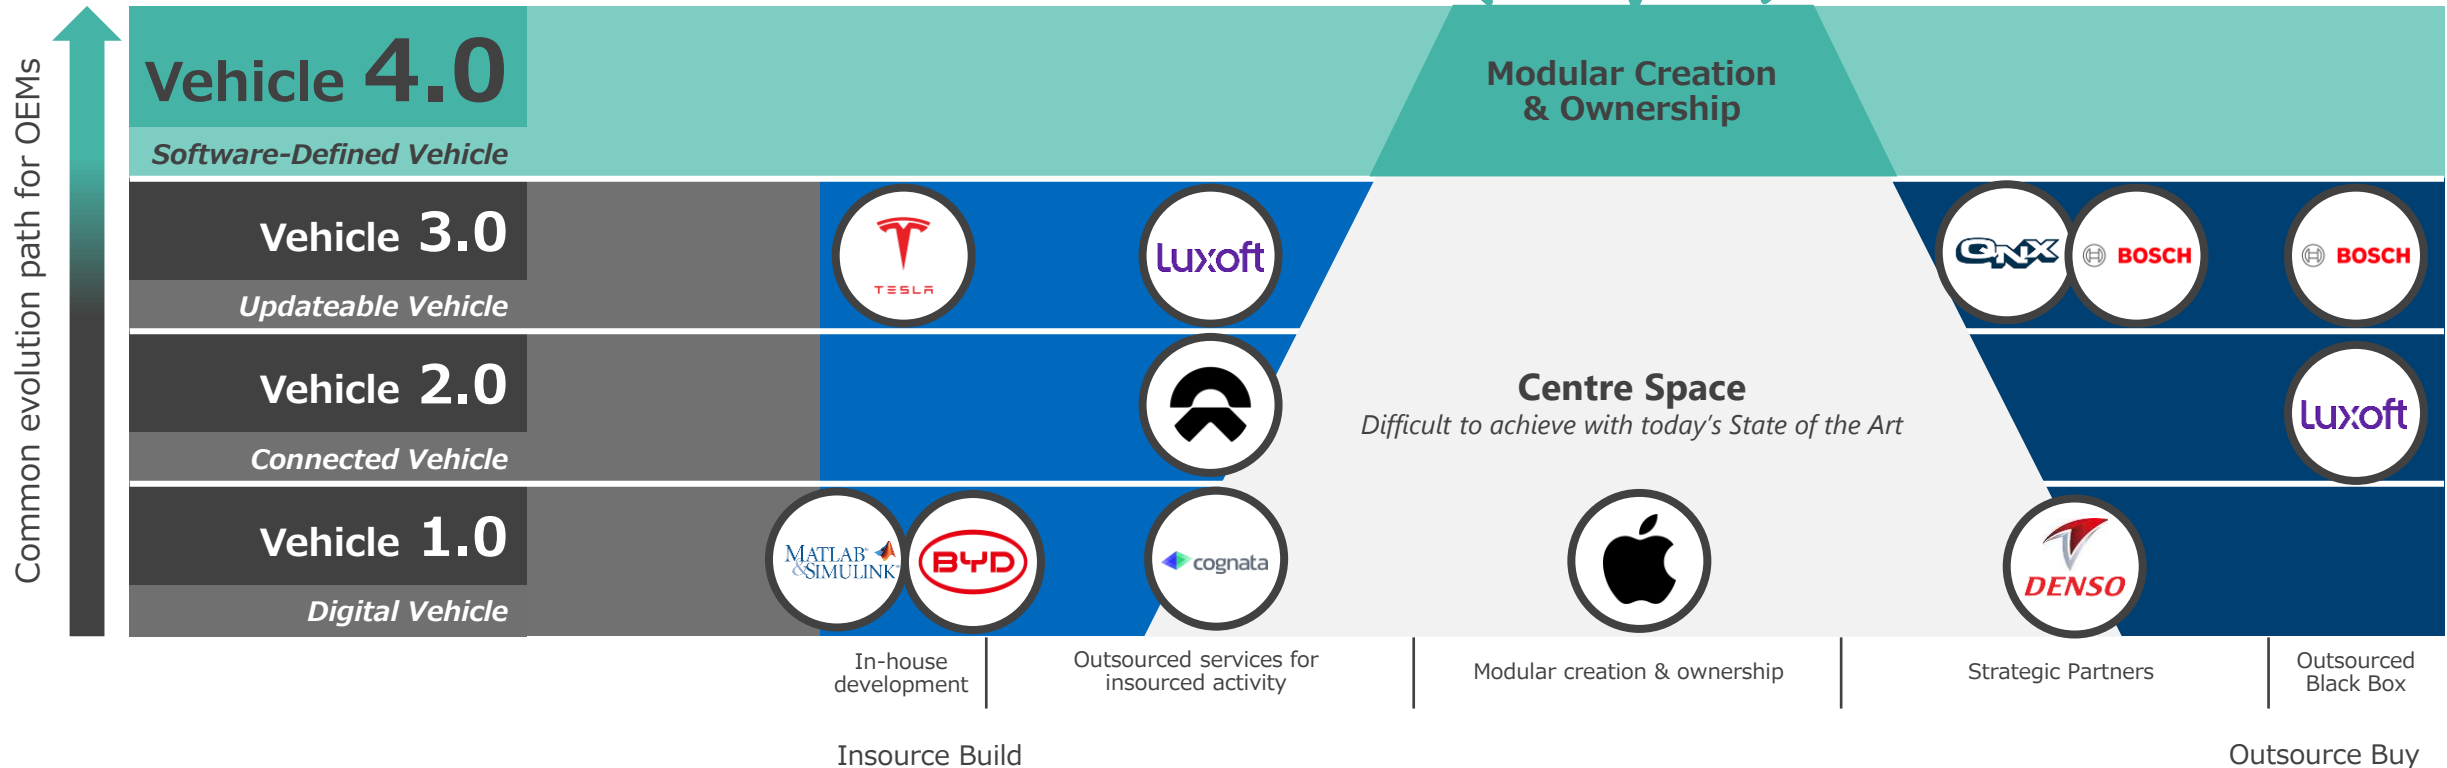 Common evolution path for OEMs
Vehicle 4.0
Software-Defined Vehicle
Modular Creation
& Ownership
Vehicle 3.0
Updateable Vehicle
TESLA
Luxoft
QNX
BOSCH
BOSCH
Vehicle 2.0
Connected Vehicle
Centre Space
Difficult to achieve with today's State of the Art
Luxoft
Vehicle 1.0
Digital Vehicle
MATLAB
&SIMULINK
BYD
cognata
DENSO
In-house
development
Outsourced services for
insourced activity
Modular creation & ownership
Strategic Partners
Outsourced
Black Box
Insource Build
Outsource Buy